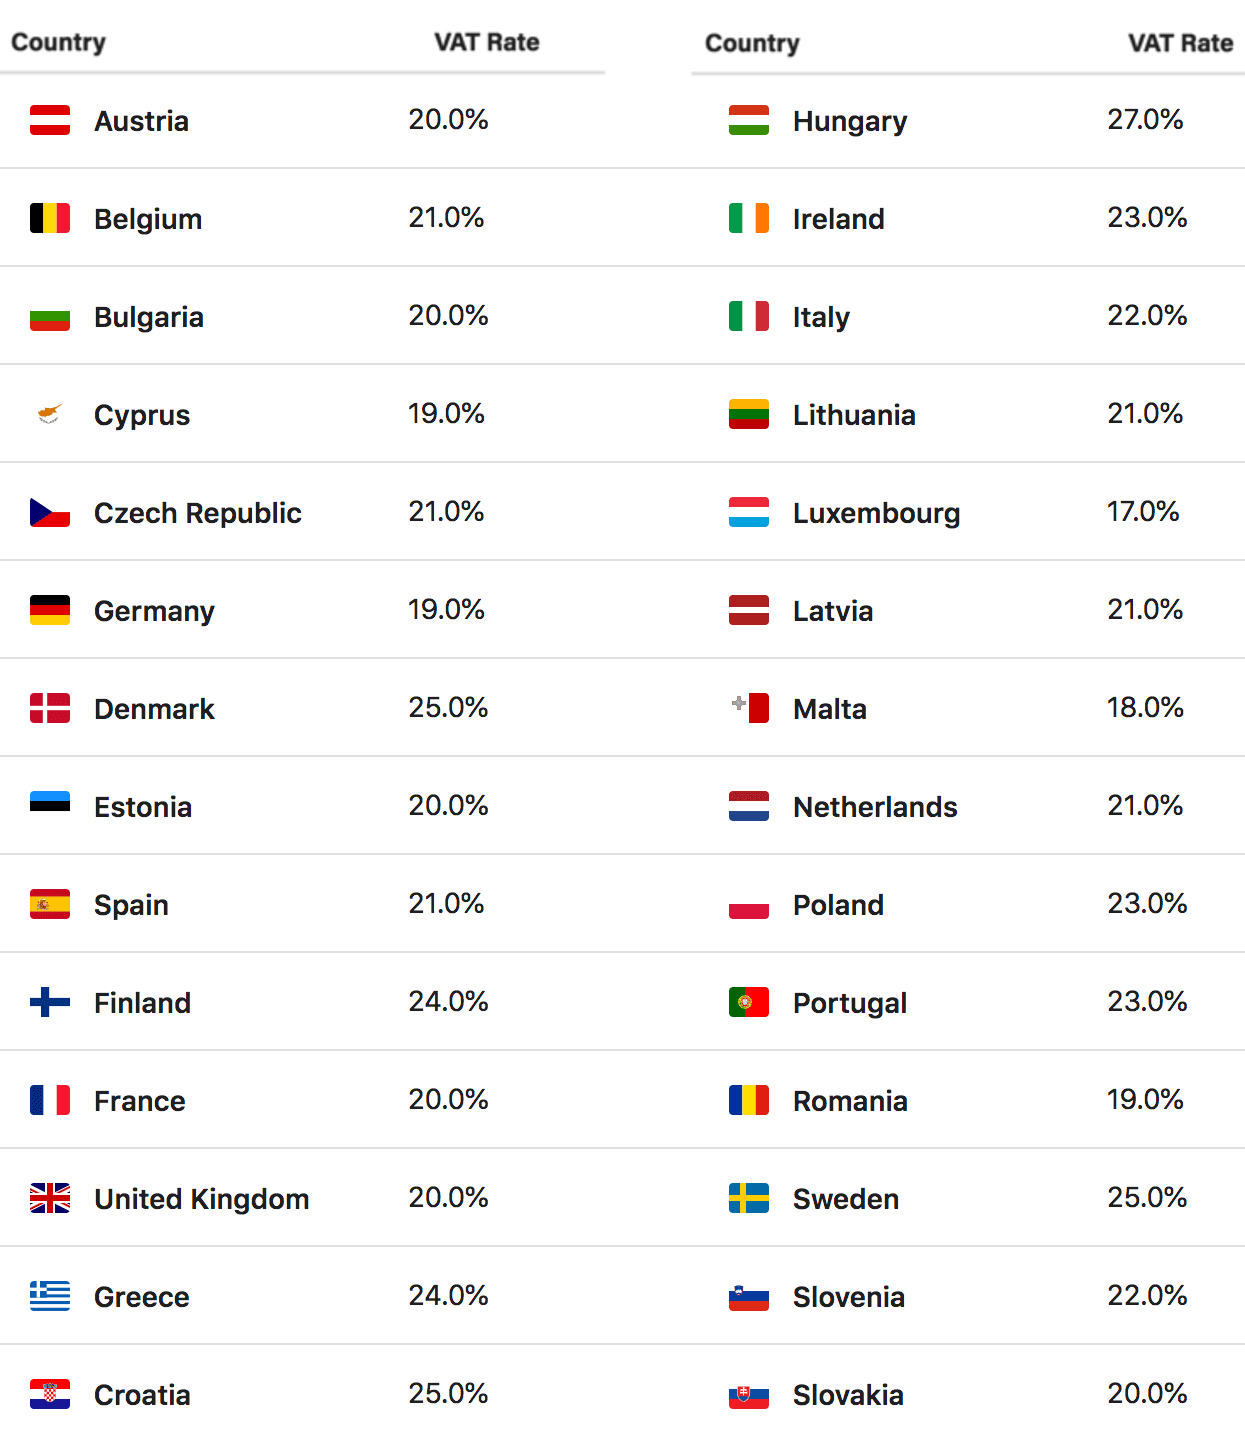 Country VAT Rate
Austria 20.0%
Belgium 21.0%
Bulgaria 20.0%
Cyprus 19.0%
Czech Republic 21.0%
Germany 19.0%
Denmark 25.0%
Estonia 20.0%
Spain 21.0%
Finland 24.0%
France 20.0%
United Kingdom 20.0%
Greece 24.0%
Croatia 25.0%
Country VAT Rate
Hungary 27.0%
Ireland 23.0%
Italy 22.0%
Lithuania 21.0%
Luxembourg 17.0%
Latvia 21.0%
Malta 18.0%
Netherlands 21.0%
Poland 23.0%
Portugal 23.0%
Romania 19.0%
Sweden 25.0%
Slovenia 22.0%
Slovakia 20.0%